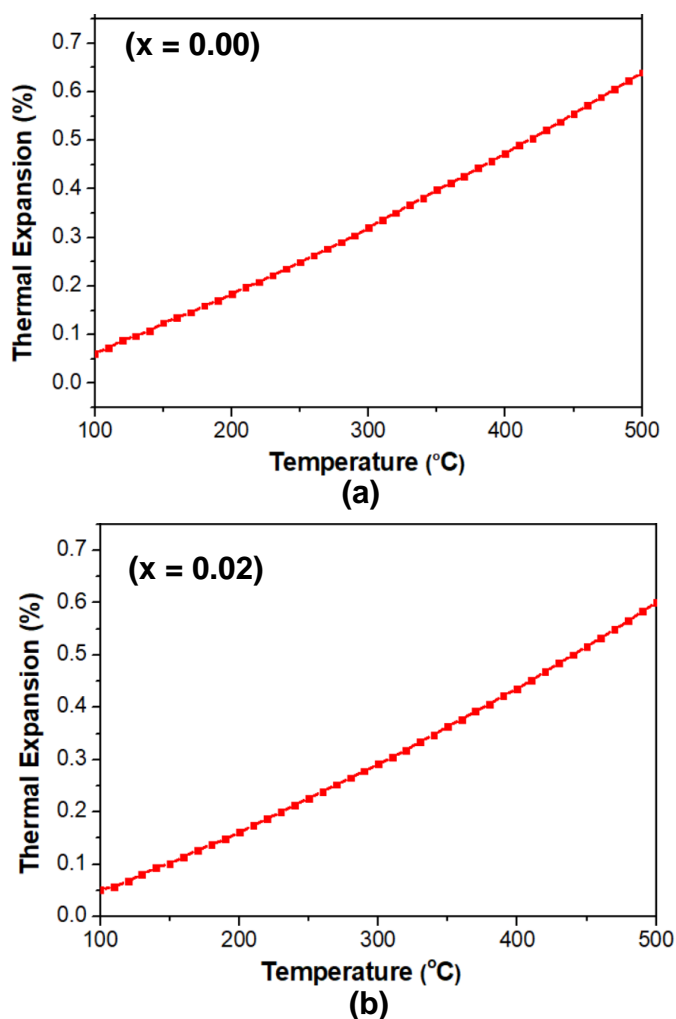 (x = 0.00)
Thermal Expansion (%)
0.7
0.6
0.5
0.4
0.3
0.2
0.1
0.0
100 200 300 400 500
Temperature (°C)
(a)
(x = 0.02)
Thermal Expansion (%)
0.7
0.6
0.5
0.4
0.3
0.2
0.1
0.0
100 200 300 400 500
Temperature (°C)
(b)